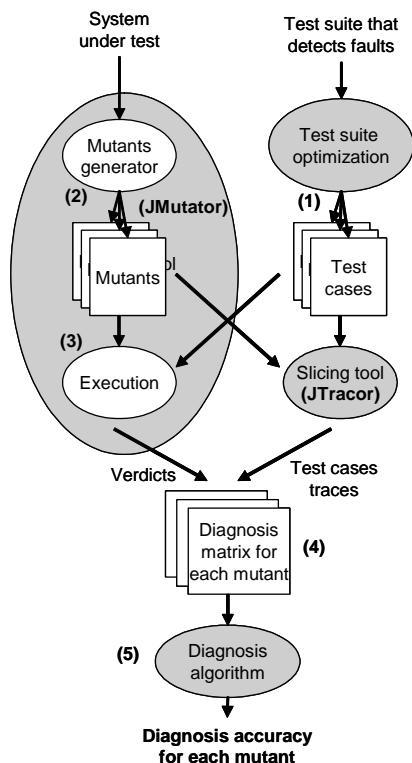 System
under test
Test suite that
detects faults
Mutants
generator
Test suite
optimization
(2)
(JMutator)
(1)
Mutants
Test
cases
(3)
Execution
Slicing tool
(JTracor)
Verdicts
Test cases
traces
Diagnosis
matrix for
each mutant
(4)
(5)
Diagnosis
algorithm
Diagnosis accuracy
for each mutant